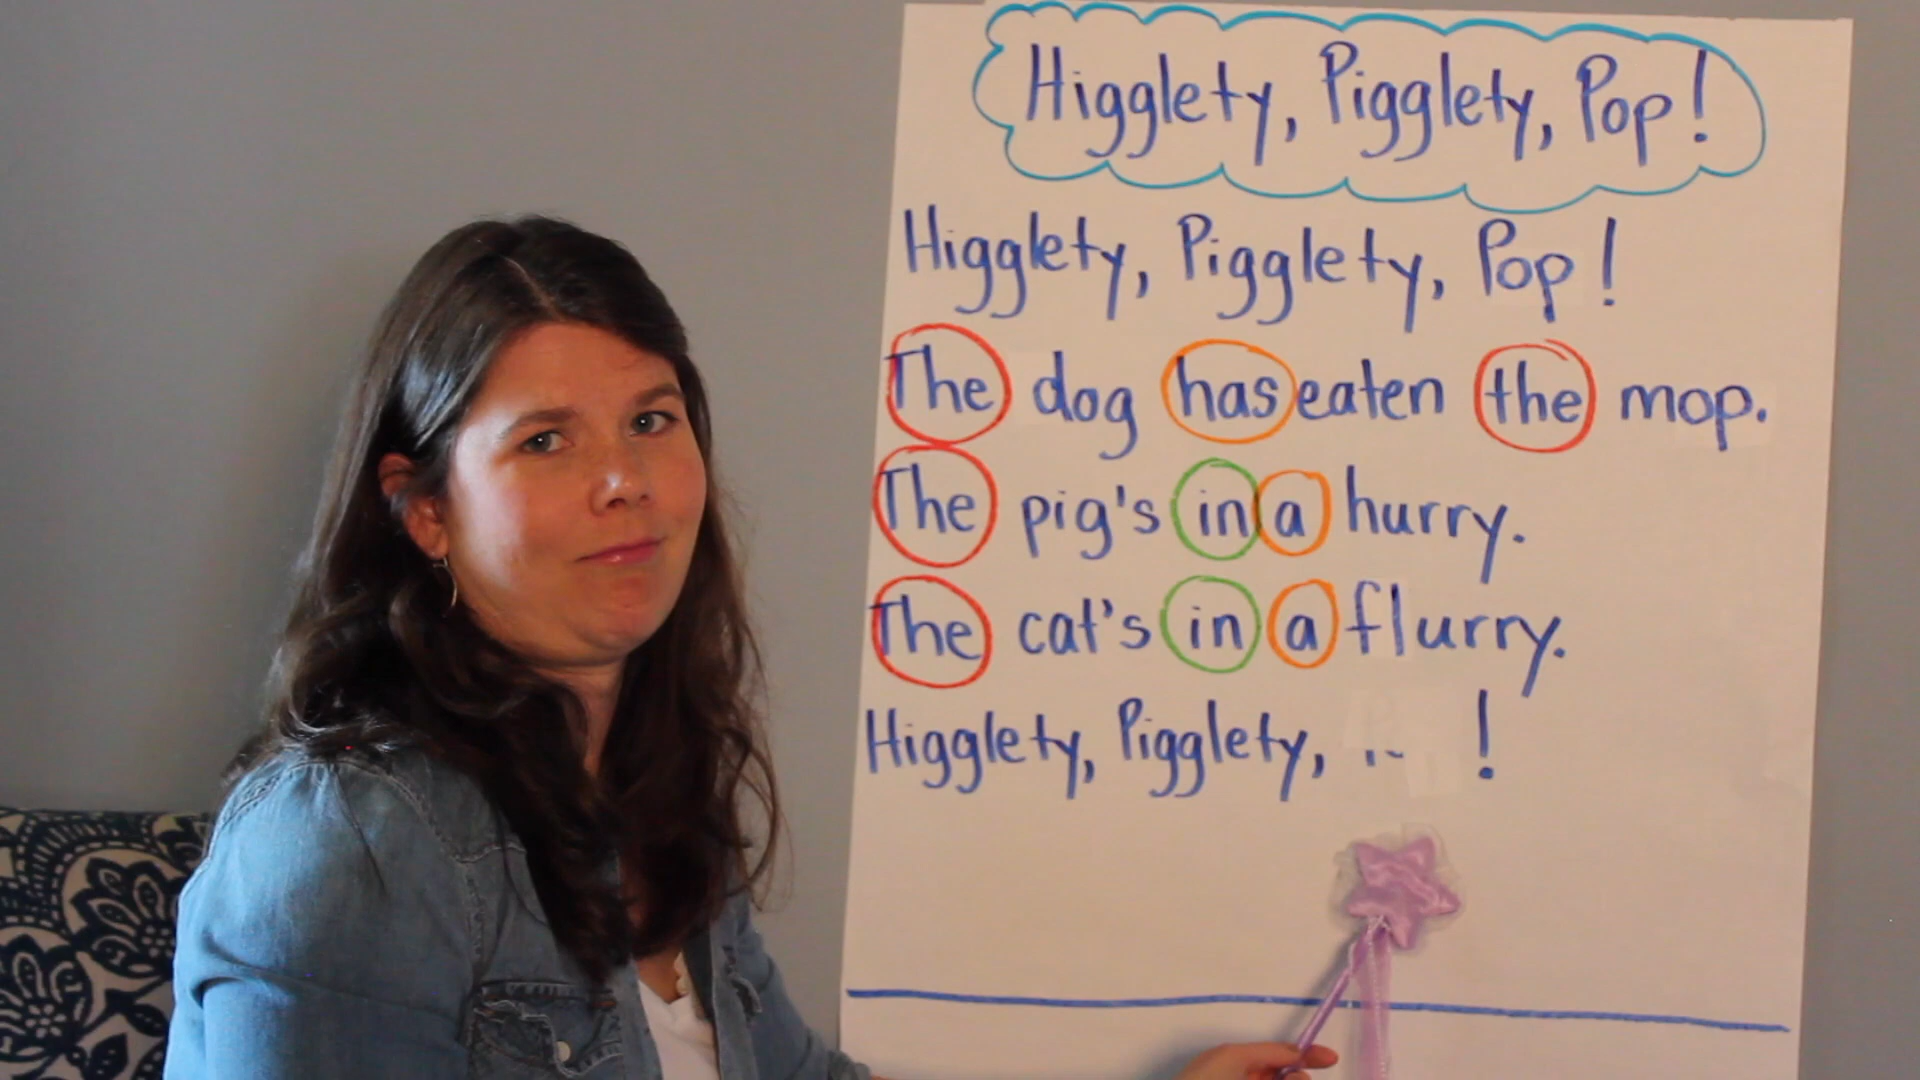 Higglety, Pigglety, Pop!
Higglety, Pigglety, Pop!
The dog has eaten the mop.
The pig's in a hurry.
The cat's in a flurry.
Higglety, Pigglety, !